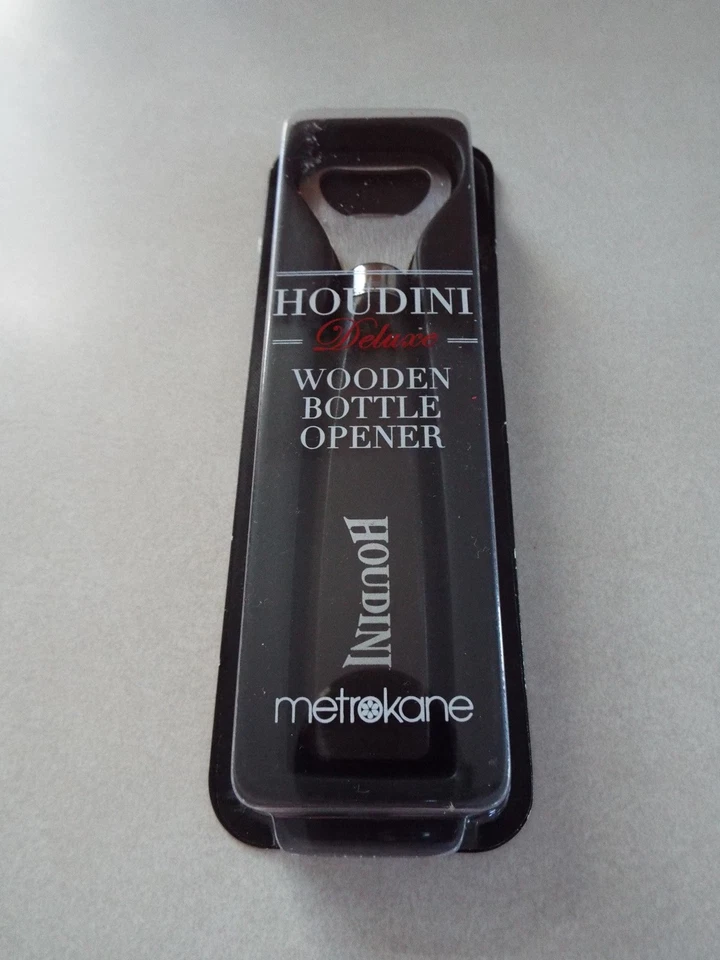 HOUDINI
Deluxe
WOODEN
BOTTLE
OPENER
HOUDINI
metrokane